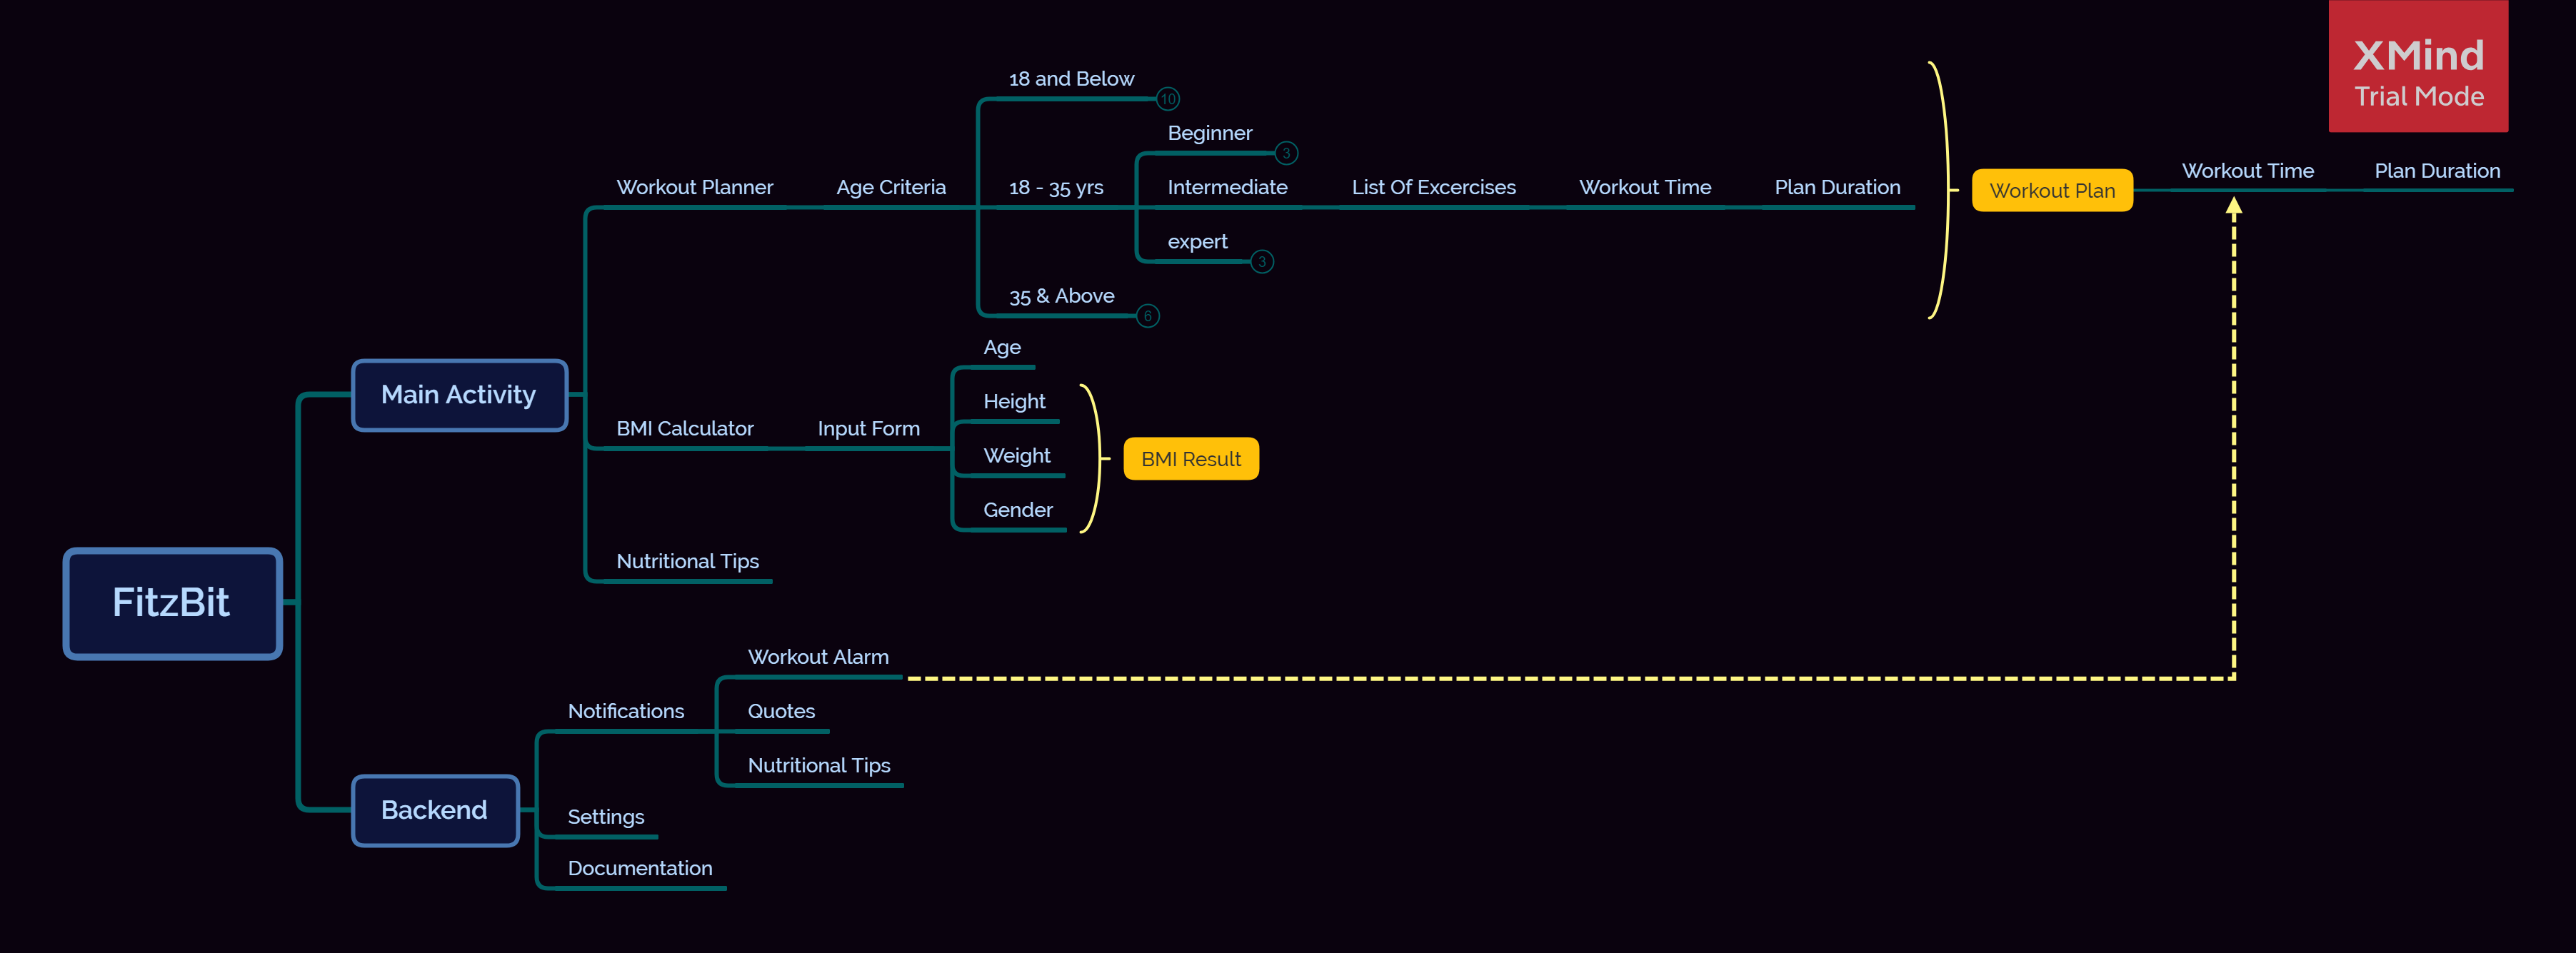 XMind
Trial Mode
18 and Below
10
Beginner
3
Workout Planner
Age Criteria
18 - 35 yrs
Intermediate
List Of Excercises
Workout Time
Plan Duration
Workout Plan
Workout Time
Plan Duration
expert
3
35 & Above
6
Age
Main Activity
Height
BMI Calculator
Input Form
Weight
BMI Result
Gender
Nutritional Tips
FitzBit
Workout Alarm
Notifications
Quotes
Nutritional Tips
Backend
Settings
Documentation